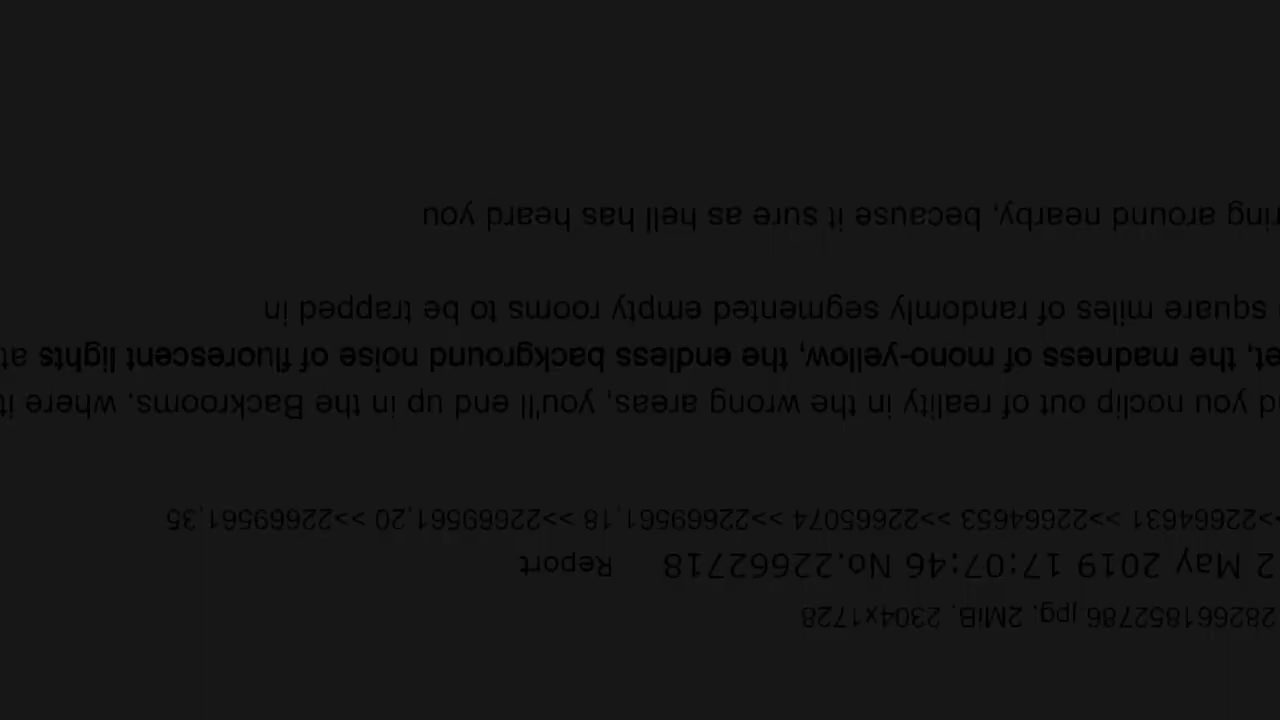 282661852786 jpg, 2MiB, 2304x1728
2 May 2019 17:07:46 No.22662718 Report
>>22664631 >>22664653 >>22665074 >>22669561,18 >>22669561,20 >>22669561,35
d you noclip out of reality in the wrong areas, you'll end up in the Backrooms. where it
et, the madness of mono-yellow, the endless background noise of fluorescent lights at
square miles of randomly segmented empty rooms to be trapped in
ring around nearby, because it sure as hell has heard you